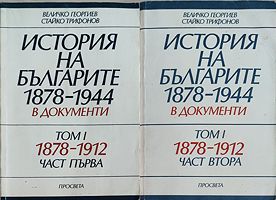 ВЕЛИЧКО ГЕОРГИЕВ
СТАЙКО ТРИФОНОВ
ИСТОРИЯ
НА
БЪЛГАРИТЕ
1878-1944
В ДОКУМЕНТИ
ТОМ I
1878-1912
ЧАСТ ПЪРВА
ПРОСВЕТА
ВЕЛИЧКО ГЕОРГИЕВ
СТАЙКО ТРИФОНОВ
ИСТОРИЯ
НА
БЪЛГАРИТЕ
1878-1944
В ДОКУМЕНТИ
ТОМ I
1878-1912
ЧАСТ ВТОРА
ПРОСВЕТА